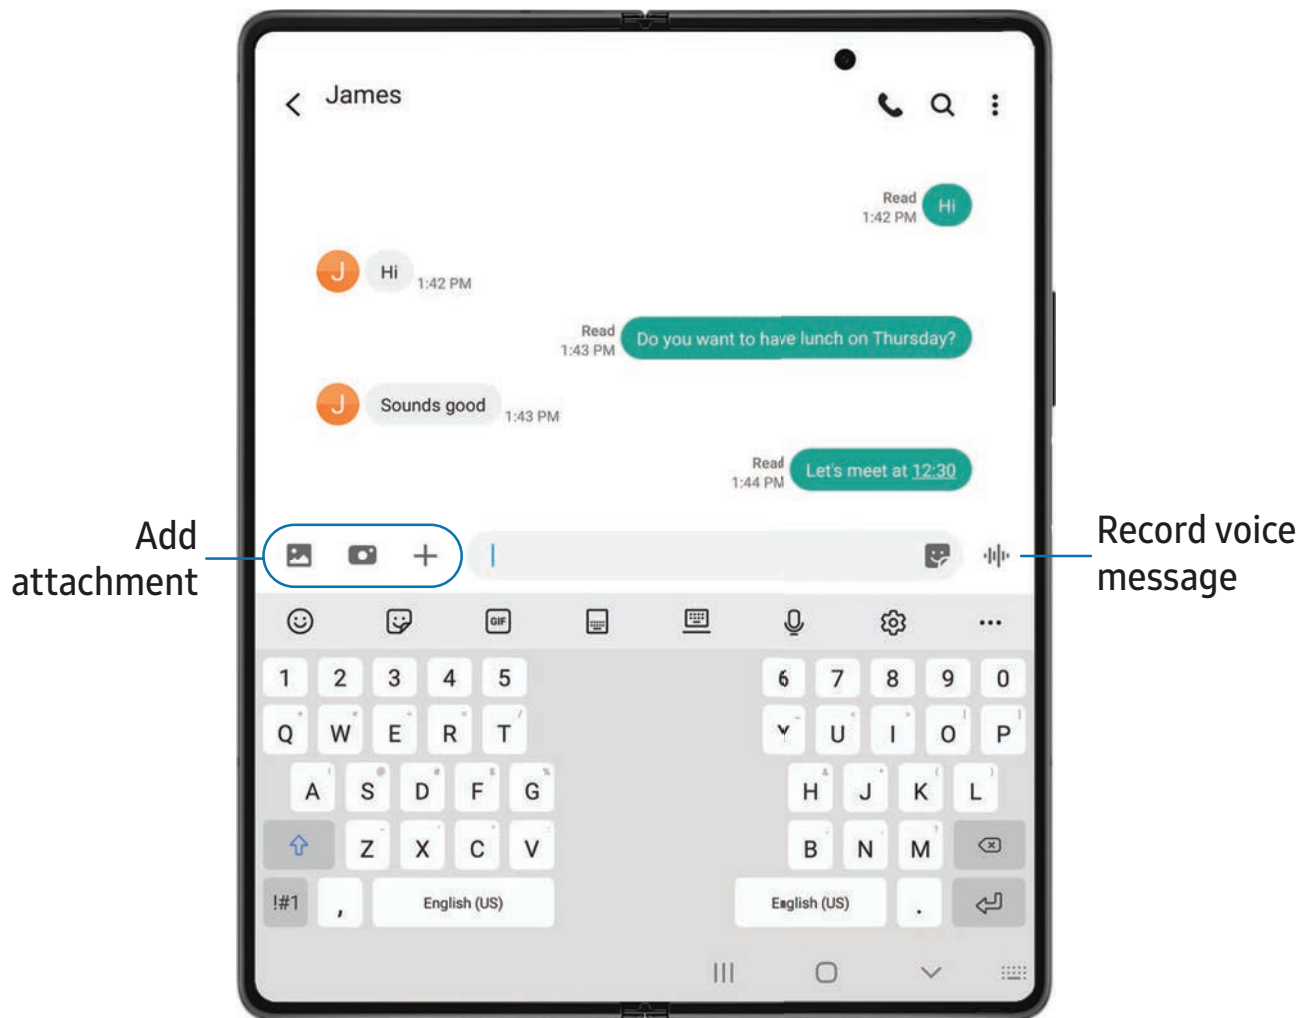 James
Read
1:42 PM
Hi
J
Hi
1:42 PM
Read
1:43 PM
Do you want to have lunch on Thursday?
J
Sounds good
1:43 PM
Read
1:44 PM
Let's meet at 12:30
Add
attachment
Record voice
message
GIF
1 2 3 4 5 6 7 8 9 0
Q W E R T Y U I O P
A S D F G H J K L
Z X C V B N M
!#1 , English (US) English (US) .